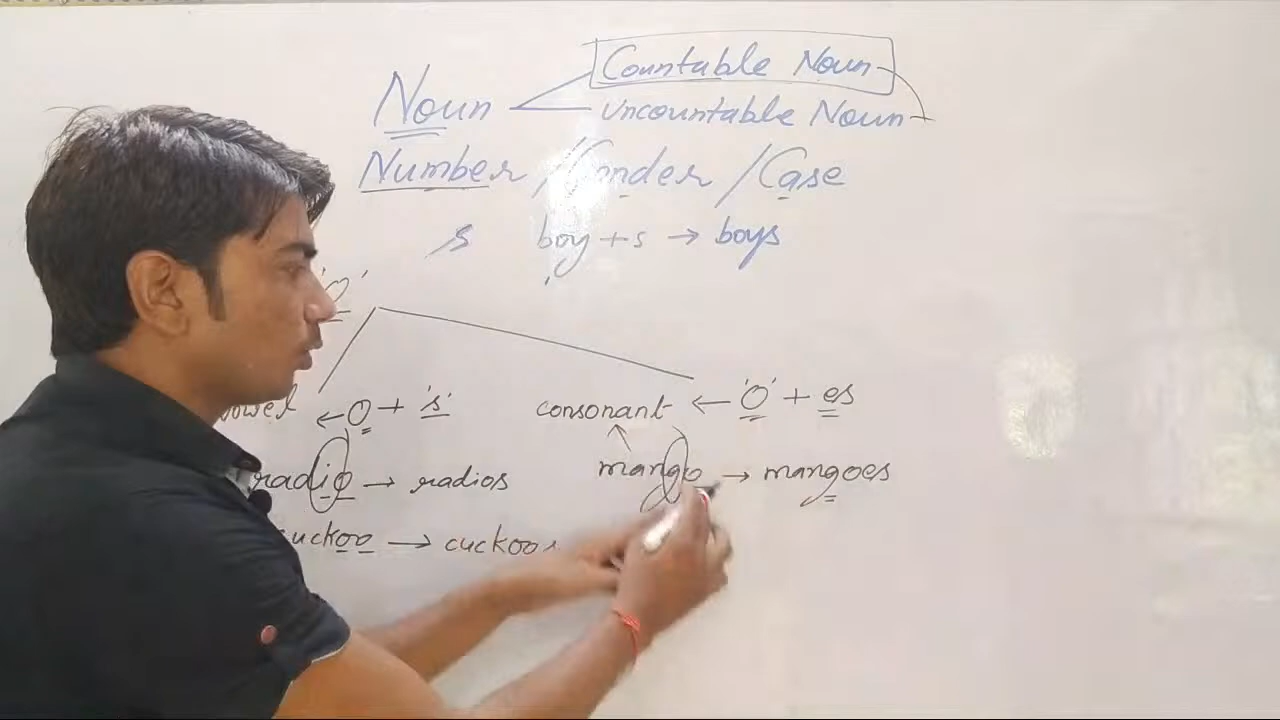 Countable Noun
Noun
Uncountable Noun
Number / Gender / Case
s boy + s → boys
'O'
vowel ← O + 's' consonant ← 'O' + es
radio → radios mango → mangoes
cuckoo → cuckoos